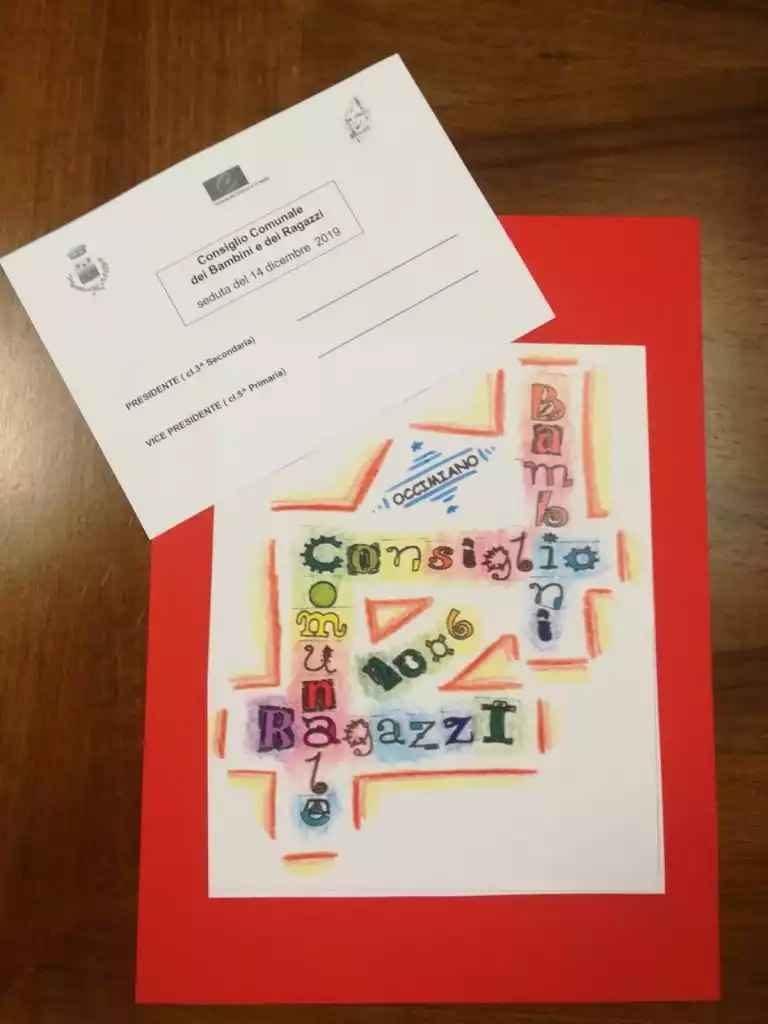 Consiglio Comunale
dei Bambini e dei Ragazzi
seduta del 14 dicembre 2019
PRESIDENTE ( cl.3^ Secondaria)
VICE PRESIDENTE ( cl.5^ Primaria)
OCCIMIANO
Bambini
Consiglio
Comunale
RagazzI